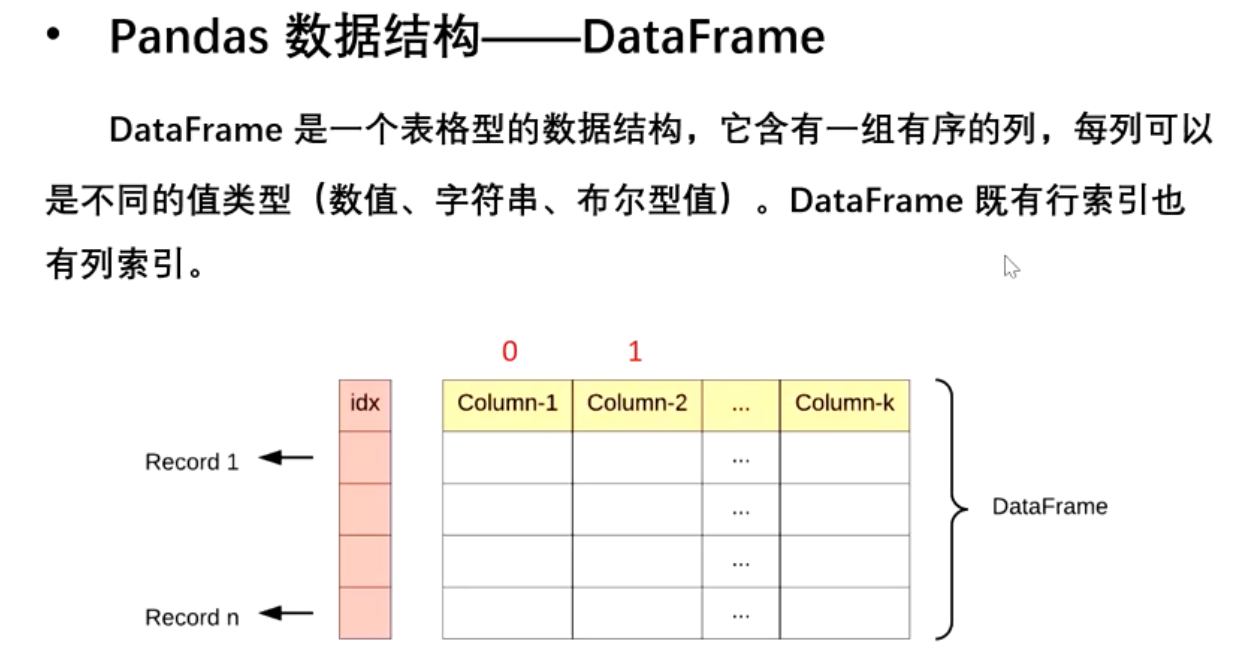 • Pandas 数据结构——DataFrame
DataFrame 是一个表格型的数据结构，它含有一组有序的列，每列可以
是不同的值类型（数值、字符串、布尔型值）。DataFrame 既有行索引也
有列索引。
0 1
idx Column-1 Column-2 ... Column-k
Record 1 ...
... DataFrame
...
Record n ...